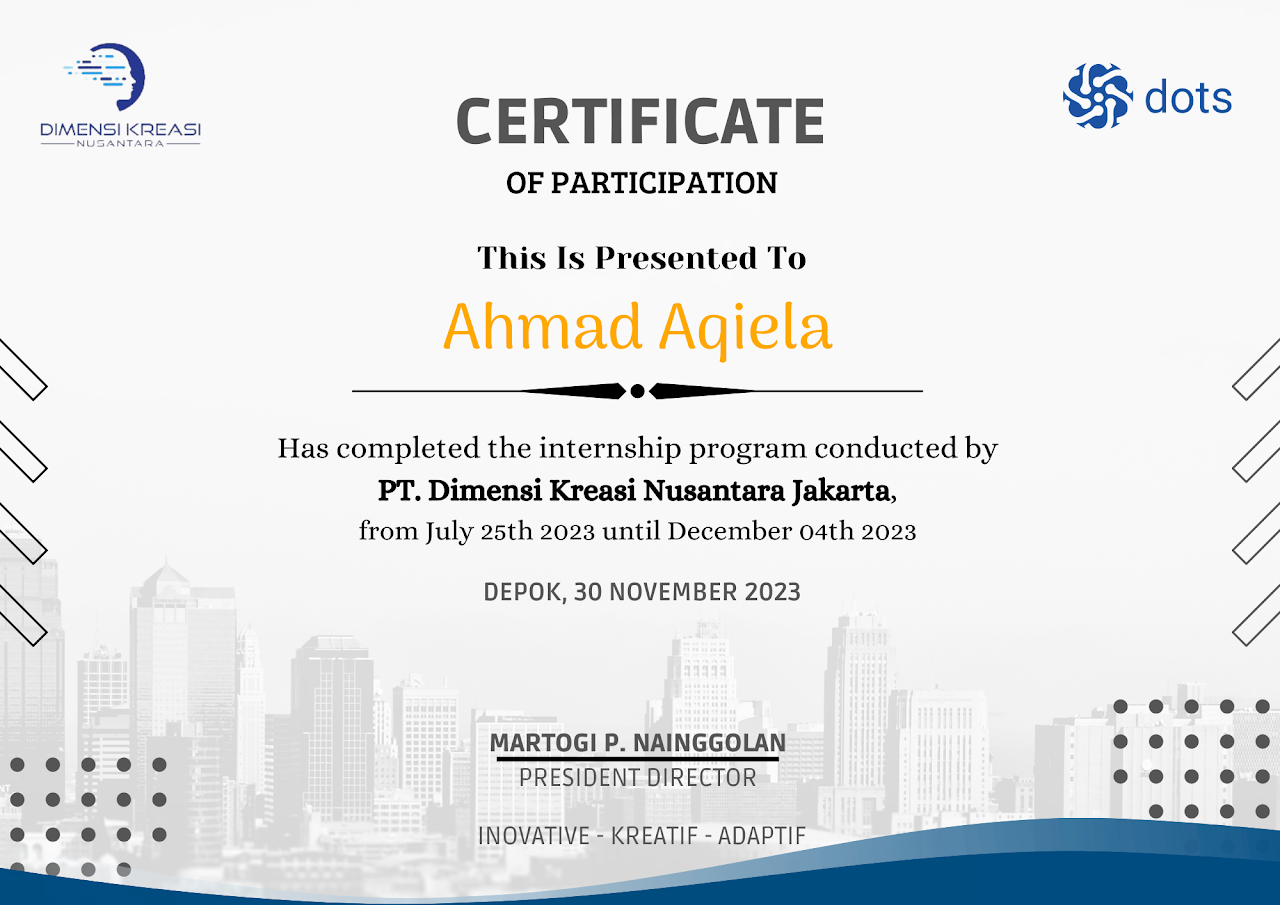 DIMENSI KREASI
NUSANTARA
dots
CERTIFICATE
OF PARTICIPATION
This Is Presented To
Ahmad Aqiela
Has completed the internship program conducted by
PT. Dimensi Kreasi Nusantara Jakarta,
from July 25th 2023 until December 04th 2023
DEPOK, 30 NOVEMBER 2023
MARTOGI P. NAINGGOLAN
PRESIDENT DIRECTOR
INOVATIVE - KREATIF - ADAPTIF